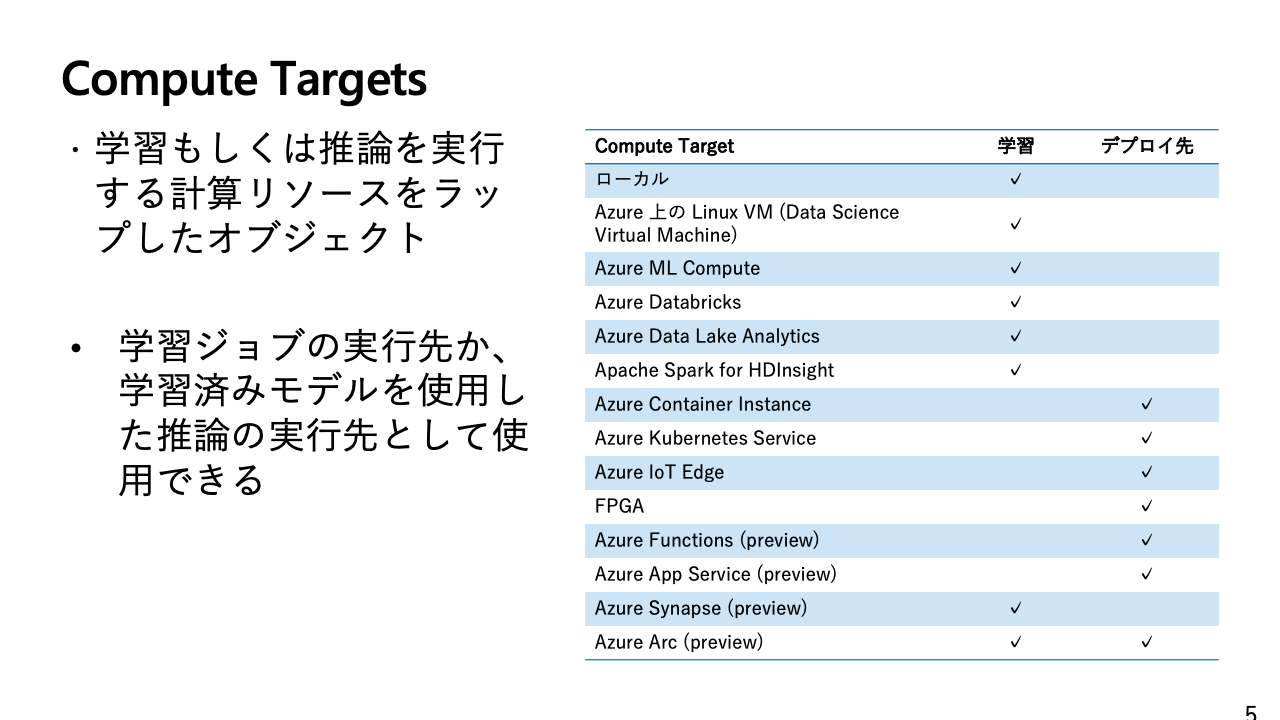 Compute Targets
・学習もしくは推論を実行
する計算リソースをラッ
プしたオブジェクト
• 学習ジョブの実行先か、
学習済みモデルを使用し
た推論の実行先として使
用できる
Compute Target 学習 デプロイ先
ローカル ✓
Azure 上の Linux VM (Data Science
Virtual Machine) ✓
Azure ML Compute ✓
Azure Databricks ✓
Azure Data Lake Analytics ✓
Apache Spark for HDInsight ✓
Azure Container Instance ✓
Azure Kubernetes Service ✓
Azure IoT Edge ✓
FPGA ✓
Azure Functions (preview) ✓
Azure App Service (preview) ✓
Azure Synapse (preview) ✓
Azure Arc (preview) ✓ ✓
5